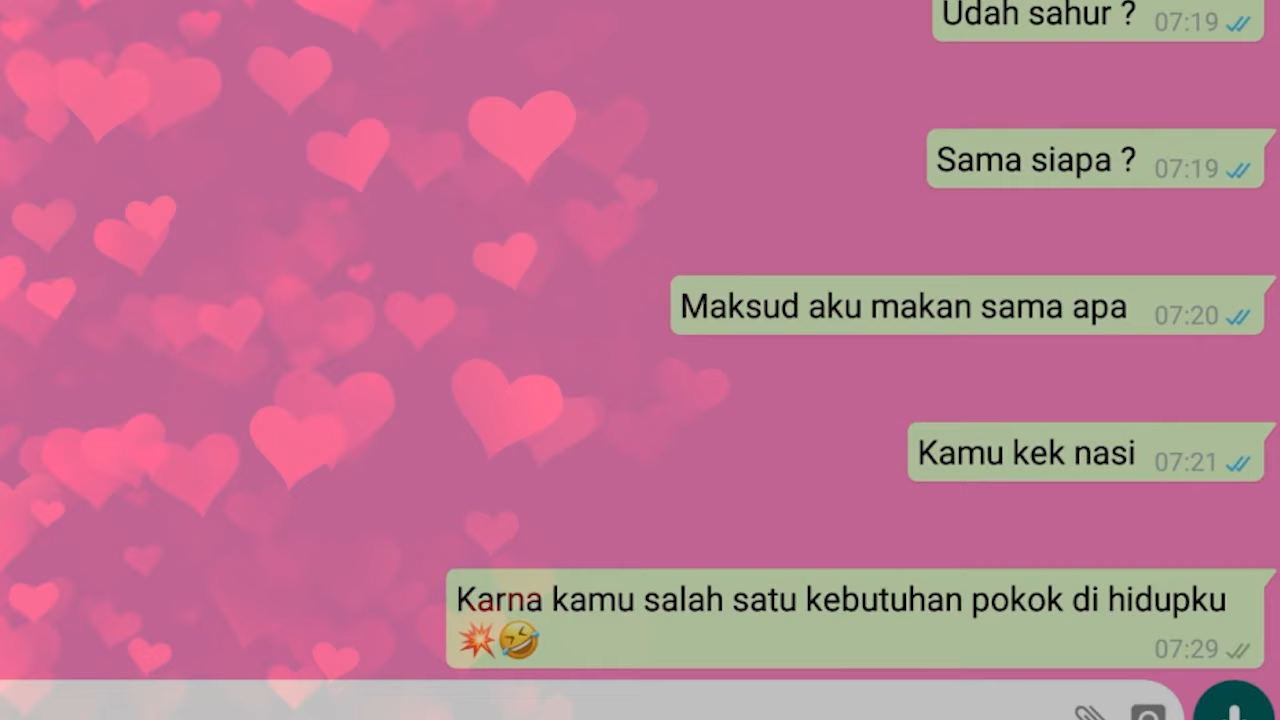 Udah sahur ? 07:19
Sama siapa ? 07:19
Maksud aku makan sama apa 07:20
Kamu kek nasi 07:21
Karna kamu salah satu kebutuhan pokok di hidupku
💥🤣 07:29